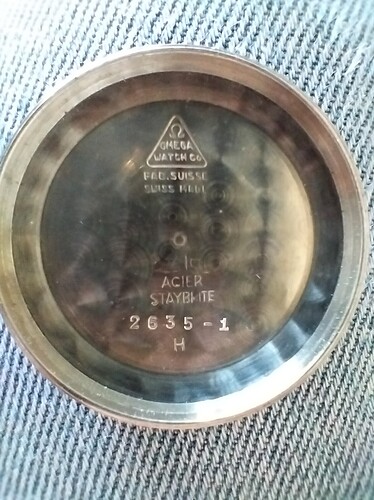 Ω
OMEGA
WATCH Co
FAB. SUISSE
SWISS MADE
ACIER
STAYBRITE
2635-1
H